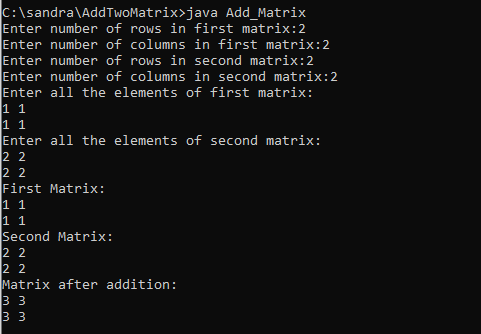 C:\sandra\AddTwoMatrix>java Add_Matrix
Enter number of rows in first matrix:2
Enter number of columns in first matrix:2
Enter number of rows in second matrix:2
Enter number of columns in second matrix:2
Enter all the elements of first matrix:
1 1
1 1
Enter all the elements of second matrix:
2 2
2 2
First Matrix:
1 1
1 1
Second Matrix:
2 2
2 2
Matrix after addition:
3 3
3 3